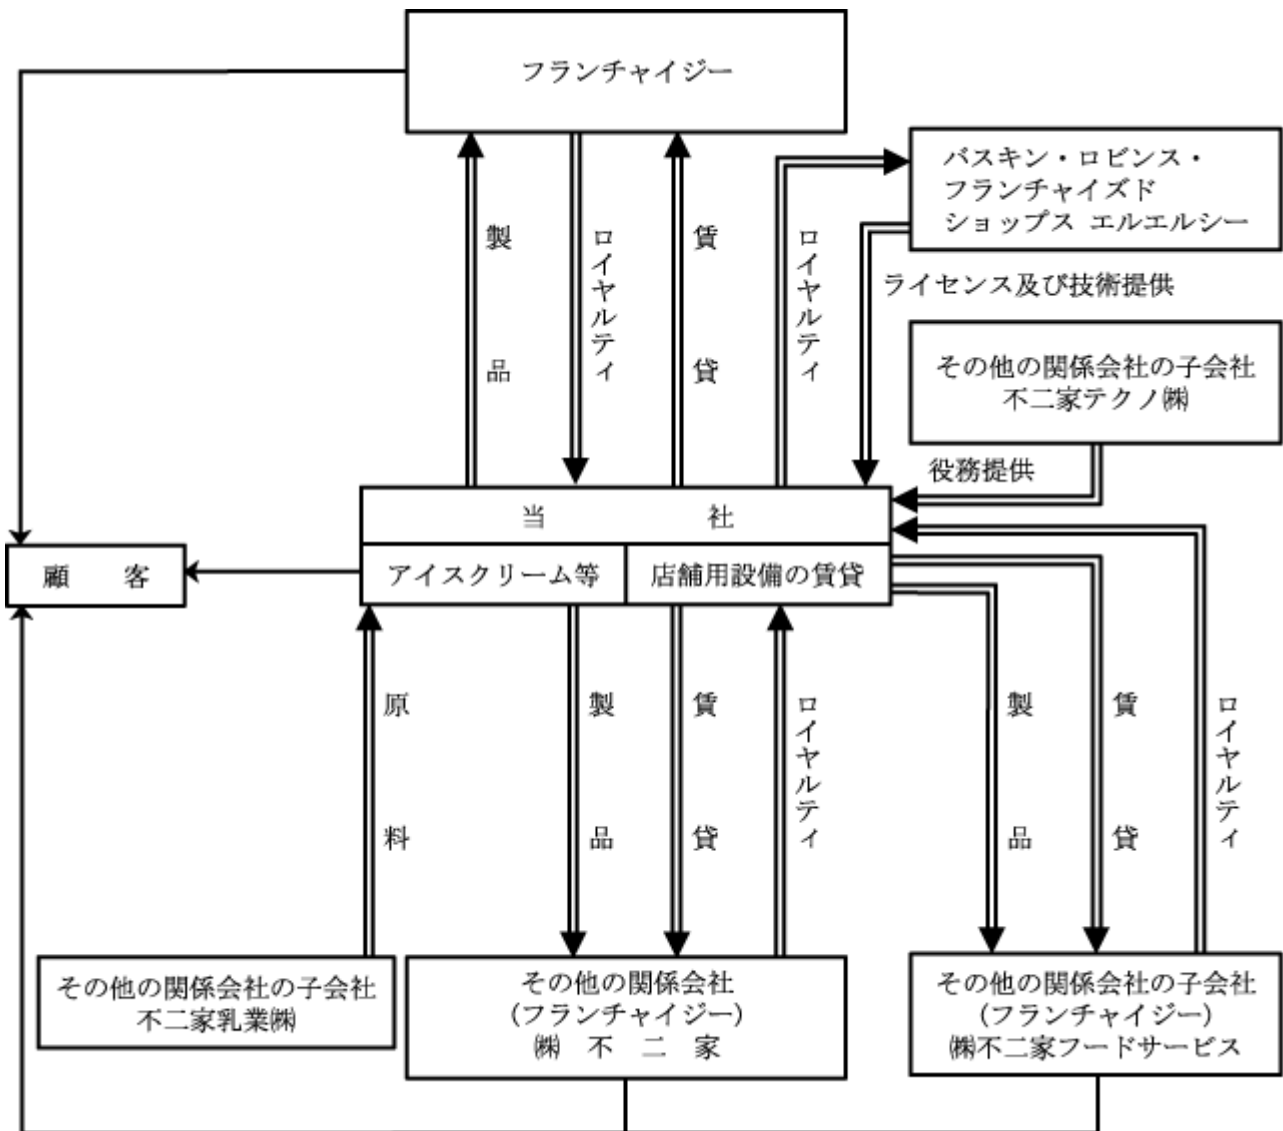 フランチャイジー
バスキン・ロビンス・
フランチャイズド
ショップス エルエルシー
製品
ロイヤルティ
賃貸
ロイヤルティ
ライセンス及び技術提供
その他の関係会社の子会社
不二家テクノ㈱
役務提供
当　社
顧　客
アイスクリーム等
店舗用設備の賃貸
原料
製品
賃貸
ロイヤルティ
製品
賃貸
ロイヤルティ
その他の関係会社の子会社
不二家乳業㈱
その他の関係会社
(フランチャイジー)
㈱　不　二　家
その他の関係会社の子会社
(フランチャイジー)
㈱不二家フードサービス